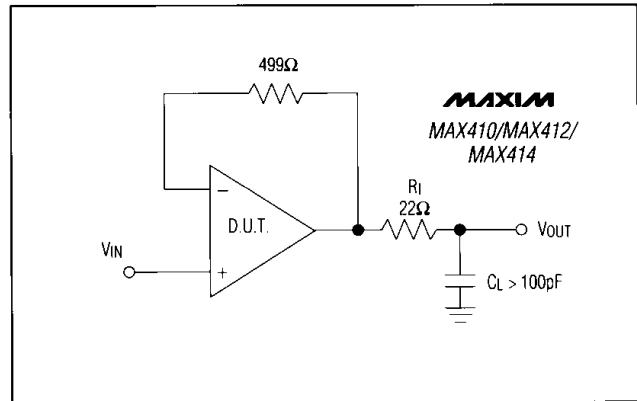 499Ω
MAXIM
MAX410/MAX412/
MAX414
RI
22Ω
−
D.U.T.
VIN
+
VOUT
CL > 100pF